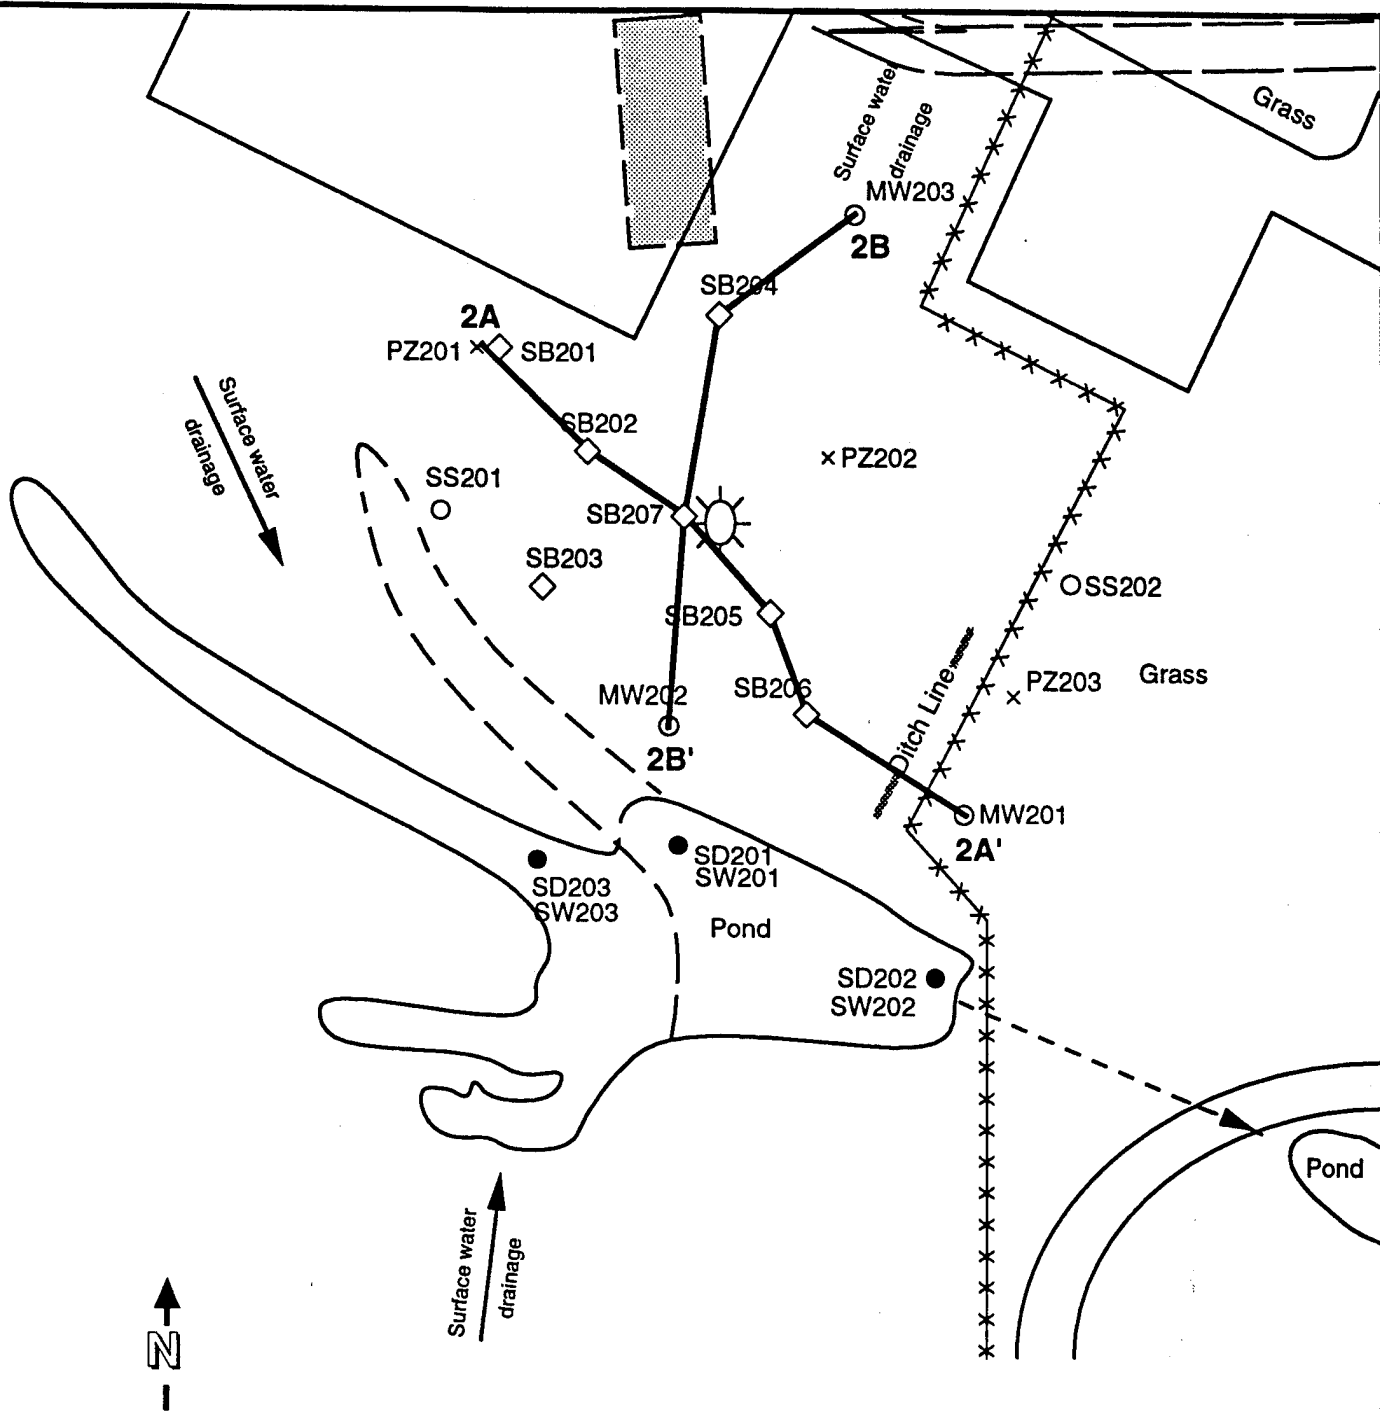 Grass
Surface water
drainage
MW203
2B
SB204
2A
PZ201
SB201
Surface water
drainage
SB202
PZ202
SS201
SB207
SB203
SS202
SB205
Grass
PZ203
SB206
MW202
Ditch Line
2B'
MW201
2A'
SD201
SW201
SD203
SW203
Pond
SD202
SW202
Pond
Surface water
drainage
N